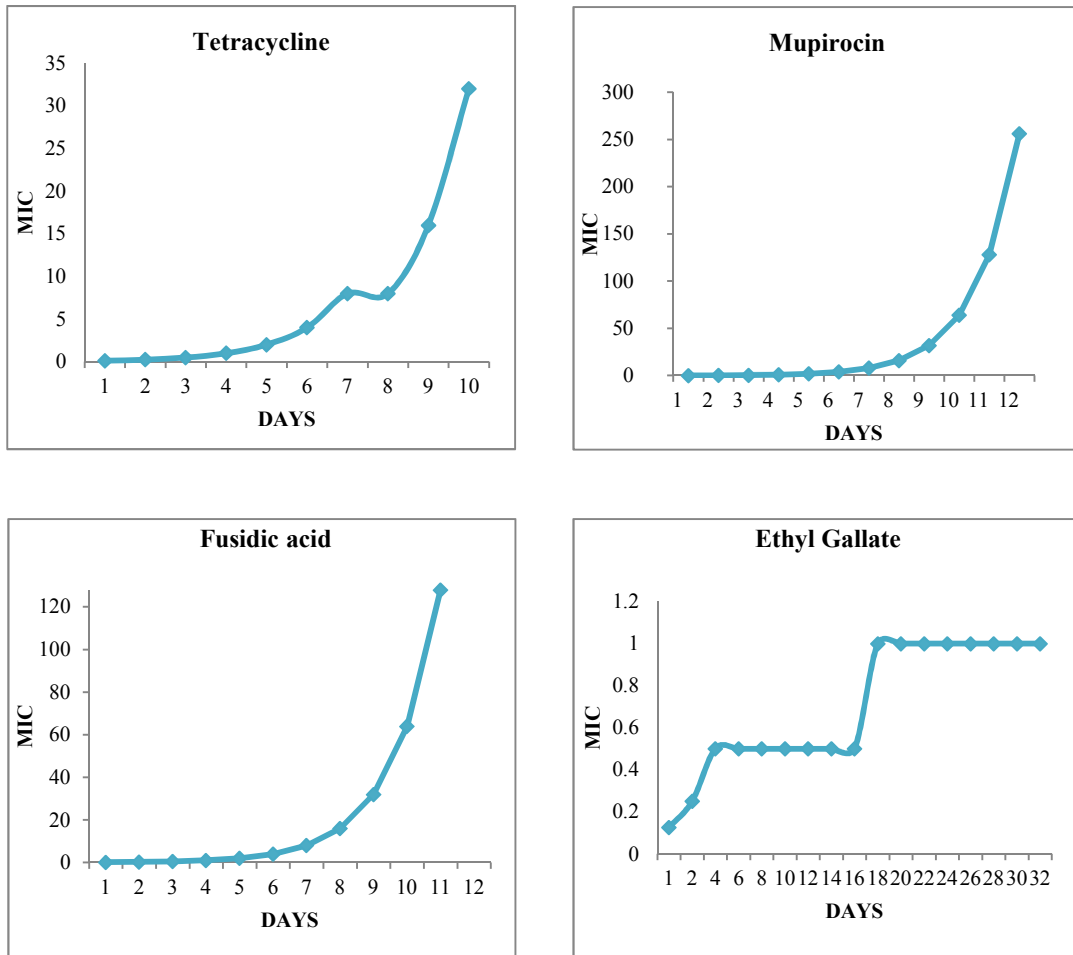 Tetracycline
35
30
25
20
15
10
5
0
MIC
1 2 3 4 5 6 7 8 9 10
DAYS
Mupirocin
300
250
200
150
100
50
0
MIC
1 2 3 4 5 6 7 8 9 10 11 12
DAYS
Fusidic acid
120
100
80
60
40
20
0
MIC
1 2 3 4 5 6 7 8 9 10 11 12
DAYS
Ethyl Gallate
1.2
1
0.8
0.6
0.4
0.2
0
MIC
1 2 4 6 8 10 12 14 16 18 20 22 24 26 28 30 32
DAYS